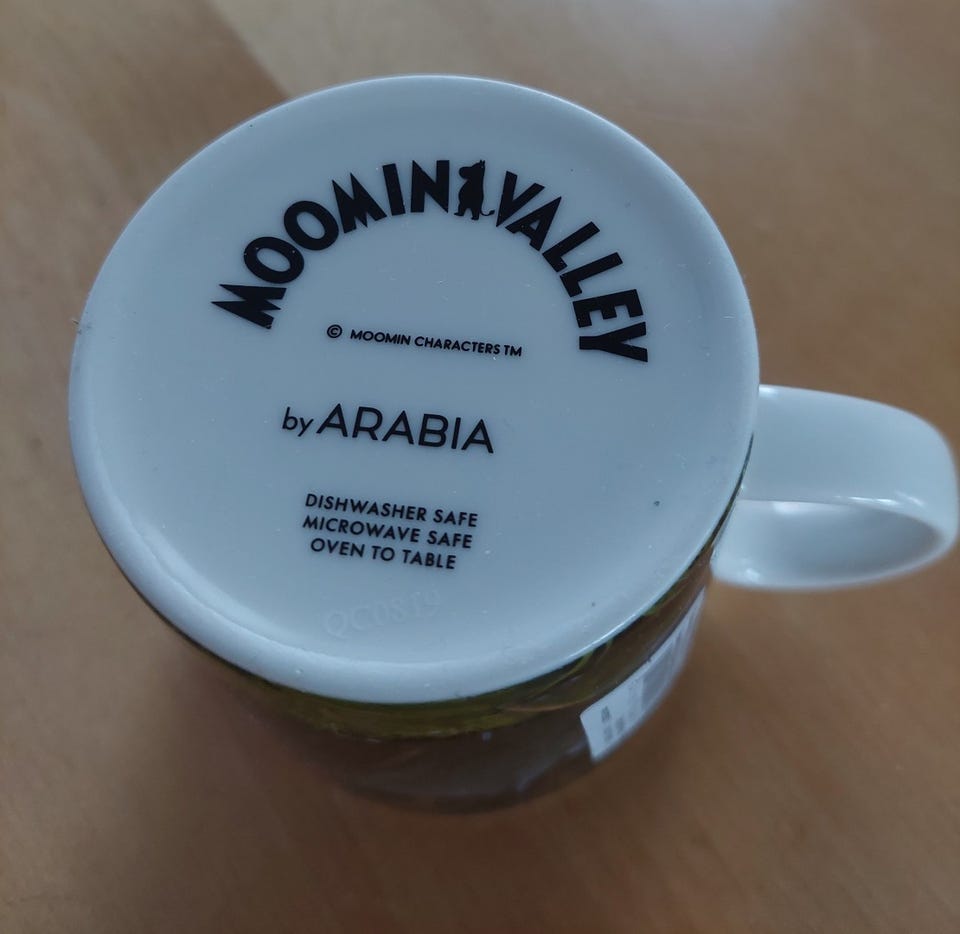 MOOMINVALLEY
© MOOMIN CHARACTERS TM
by ARABIA
DISHWASHER SAFE
MICROWAVE SAFE
OVEN TO TABLE